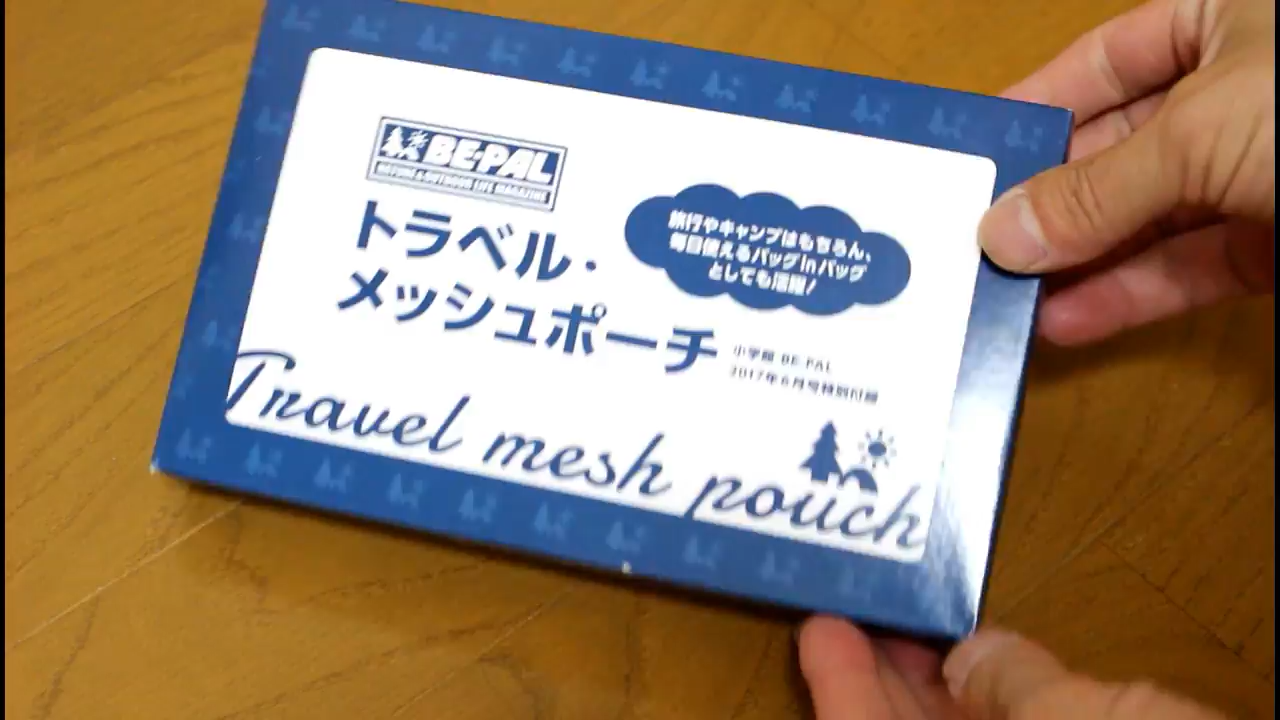 BE-PAL
NATURE & OUTDOOR LIFE MAGAZINE
トラベル・
メッシュポーチ
旅行やキャンプはもちろん、
毎日使えるバッグinバッグ
としても活躍！
小学館 BE-PAL
2017年6月号特別付録
Travel mesh pouch